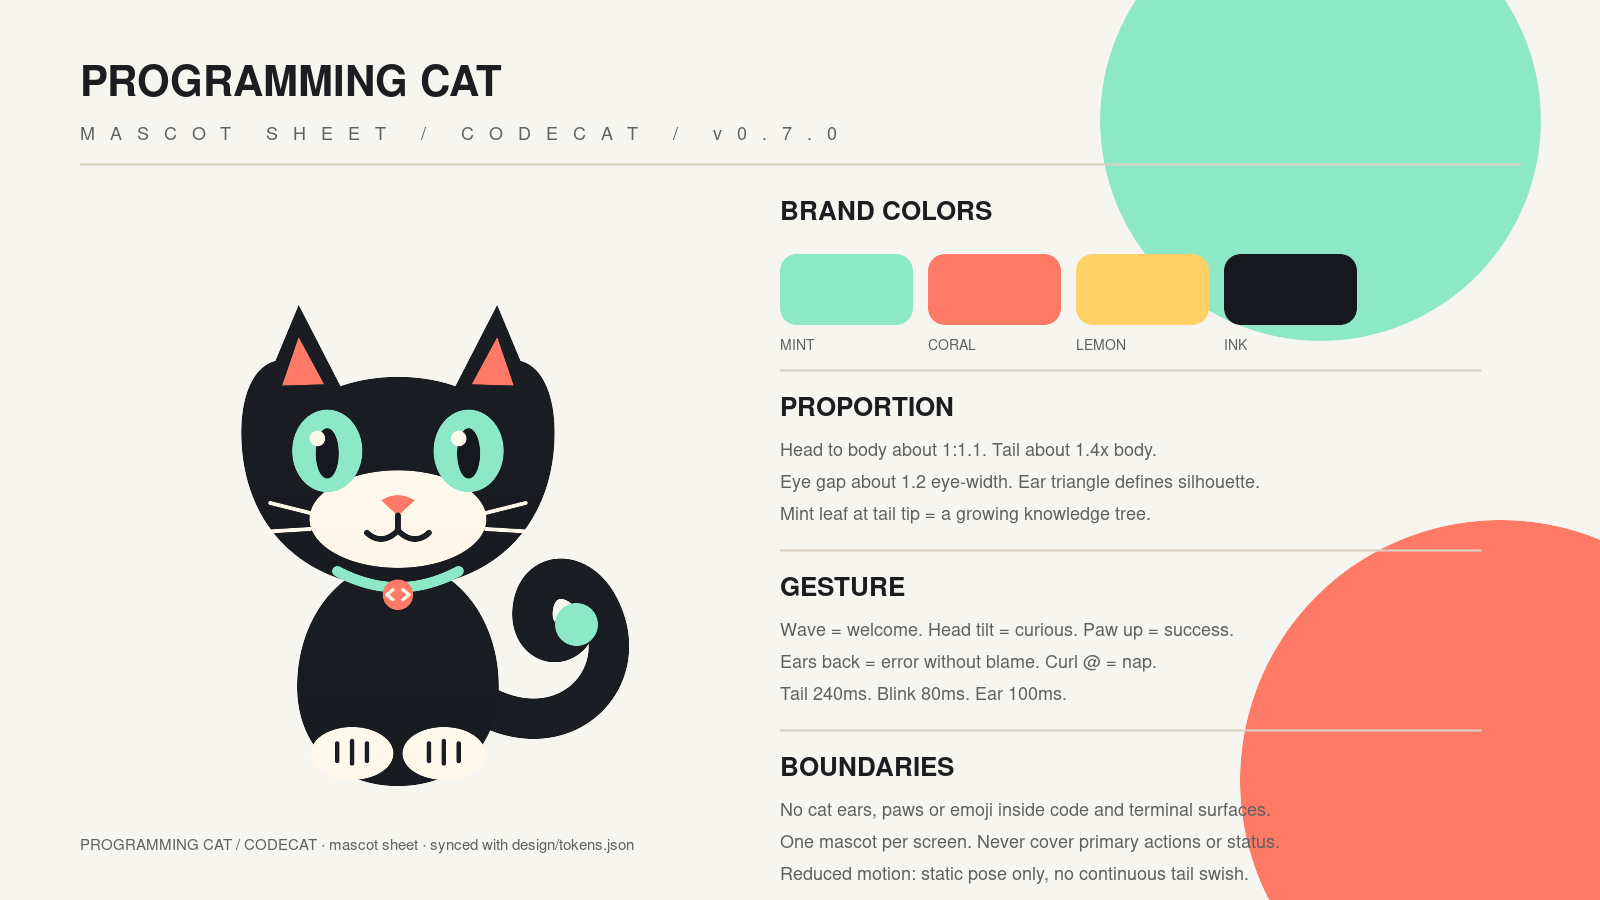 PROGRAMMING CAT
MASCOT SHEET / CODECAT / v0.7.0
BRAND COLORS
MINT
CORAL
LEMON
INK
PROPORTION
Head to body about 1:1.1. Tail about 1.4x body.
Eye gap about 1.2 eye-width. Ear triangle defines silhouette.
Mint leaf at tail tip = a growing knowledge tree.
GESTURE
Wave = welcome. Head tilt = curious. Paw up = success.
Ears back = error without blame. Curl @ = nap.
Tail 240ms. Blink 80ms. Ear 100ms.
BOUNDARIES
No cat ears, paws or emoji inside code and terminal surfaces.
One mascot per screen. Never cover primary actions or status.
Reduced motion: static pose only, no continuous tail swish.
<>
PROGRAMMING CAT / CODECAT · mascot sheet · synced with design/tokens.json